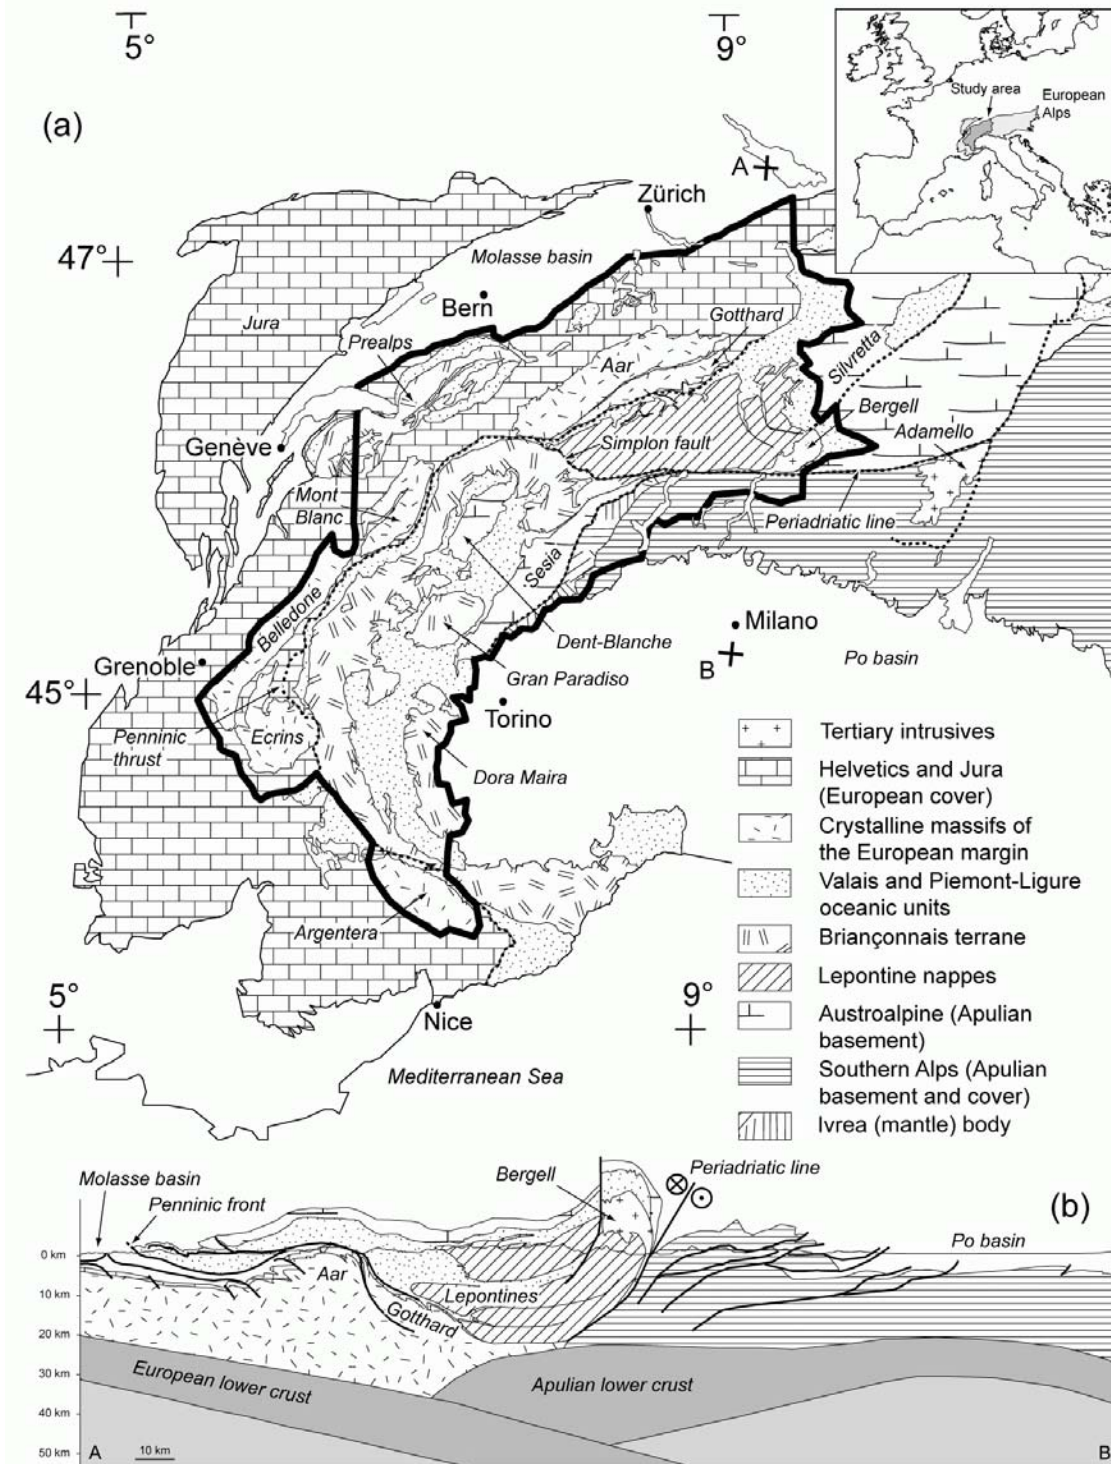 5°
9°
(a)
Study area
European
Alps
A
Zürich
47°
Molasse basin
Bern
Jura
Gotthard
Prealps
Aar
Silvretta
Bergell
Adamello
Genève
Simplon fault
Mont
Blanc
Periadriatic line
Sesia
Belledone
Milano
Dent-Blanche
B
Po basin
Grenoble
Gran Paradiso
45°
Torino
Penninic
thrust
Ecrins
Dora Maira
Argentera
5°
9°
Nice
Mediterranean Sea
Tertiary intrusives
Helvetics and Jura
(European cover)
Crystalline massifs of
the European margin
Valais and Piemont-Ligure
oceanic units
Briançonnais terrane
Lepontine nappes
Austroalpine (Apulian
basement)
Southern Alps (Apulian
basement and cover)
Ivrea (mantle) body
Molasse basin
Penninic front
Bergell
Periadriatic line
(b)
0 km
Po basin
Aar
10 km
Lepontines
Gotthard
20 km
30 km
European lower crust
Apulian lower crust
40 km
50 km
A
10 km
B